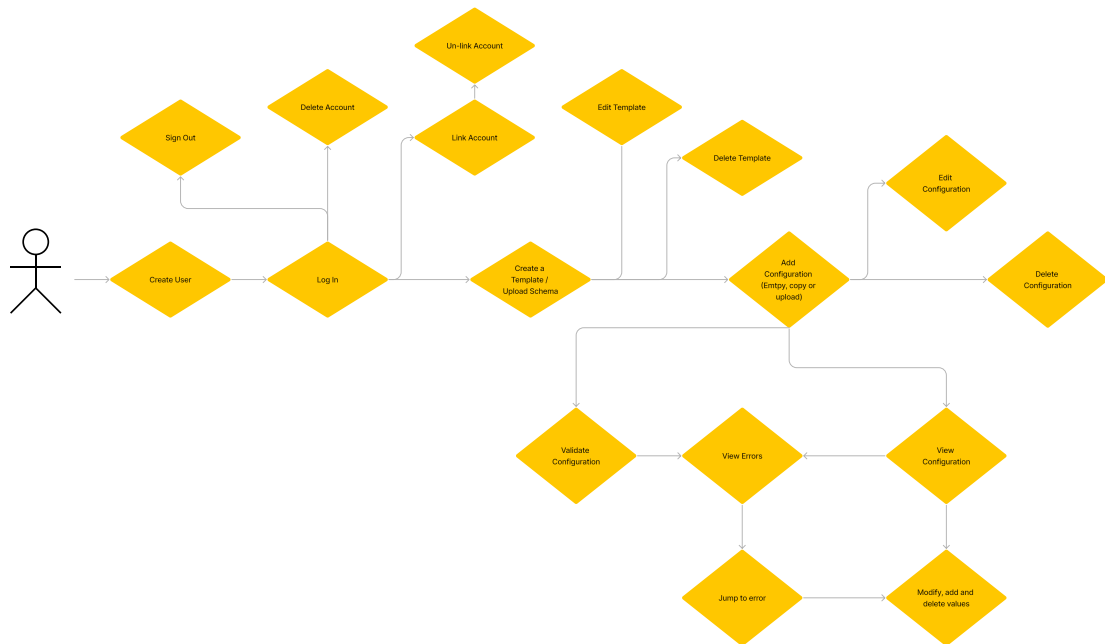 Un-link Account
Delete Account
Edit Template
Sign Out
Link Account
Delete Template
Edit
Configuration
Create User
Log In
Create a
Template /
Upload Schema
Add
Configuration
(Emtpy, copy or
upload)
Delete
Configuration
Validate
Configuration
View Errors
View
Configuration
Jump to error
Modify, add and
delete values